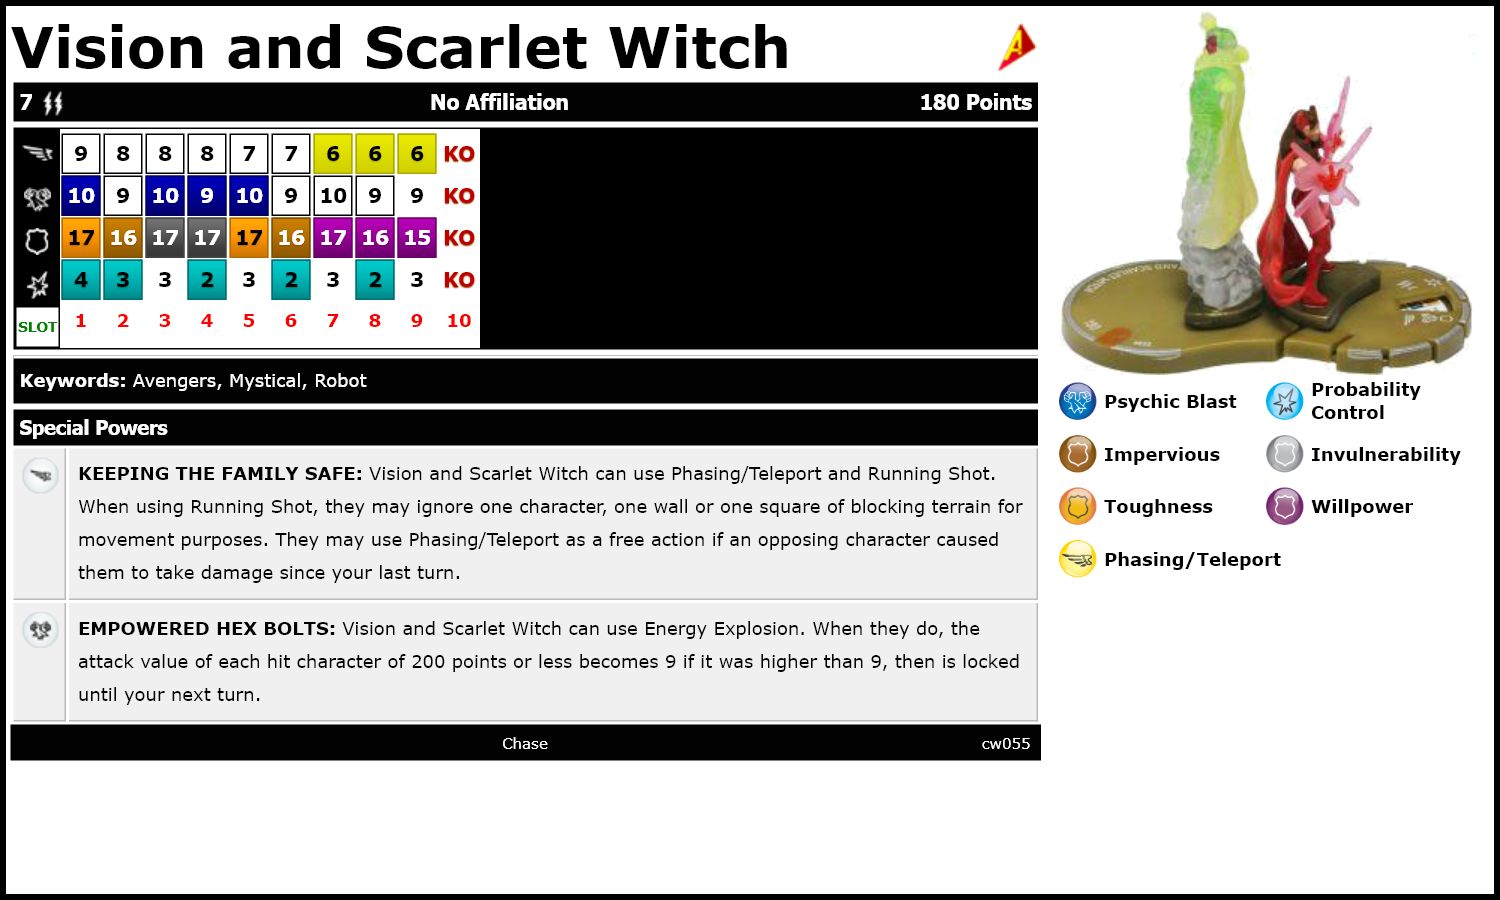 Vision and Scarlet Witch
A
7 No Affiliation 180 Points
9 8 8 8 7 7 6 6 6 KO
10 9 10 9 10 9 10 9 9 KO
17 16 17 17 17 16 17 16 15 KO
4 3 3 2 3 2 3 2 3 KO
SLOT 1 2 3 4 5 6 7 8 9 10
Keywords: Avengers, Mystical, Robot
Special Powers
KEEPING THE FAMILY SAFE: Vision and Scarlet Witch can use Phasing/Teleport and Running Shot.
When using Running Shot, they may ignore one character, one wall or one square of blocking terrain for
movement purposes. They may use Phasing/Teleport as a free action if an opposing character caused
them to take damage since your last turn.
EMPOWERED HEX BOLTS: Vision and Scarlet Witch can use Energy Explosion. When they do, the
attack value of each hit character of 200 points or less becomes 9 if it was higher than 9, then is locked
until your next turn.
Chase cw055
Psychic Blast
Probability
Control
Impervious
Invulnerability
Toughness
Willpower
Phasing/Teleport